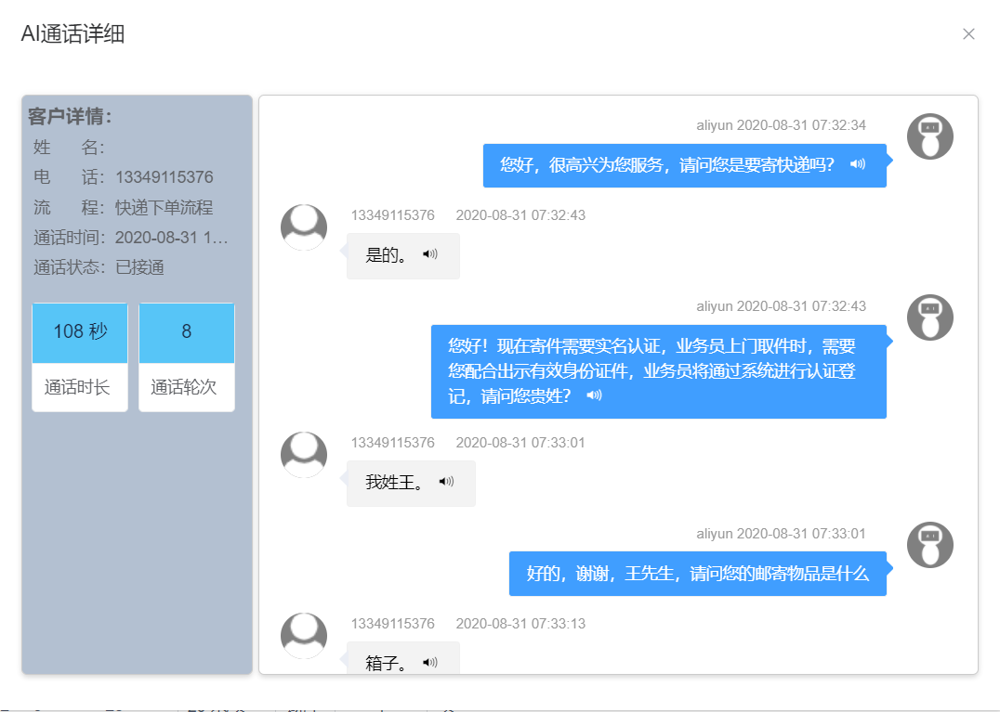 AI通话详细
客户详情：
姓 名：
电 话：13349115376
流 程：快递下单流程
通话时间：2020-08-31 1...
通话状态：已接通
108 秒
通话时长
8
通话轮次
aliyun 2020-08-31 07:32:34
您好，很高兴为您服务，请问您是要寄快递吗？
13349115376 2020-08-31 07:32:43
是的。
aliyun 2020-08-31 07:32:43
您好！现在寄件需要实名认证，业务员上门取件时，需要
您配合出示有效身份证件，业务员将通过系统进行认证登
记，请问您贵姓？
13349115376 2020-08-31 07:33:01
我姓王。
aliyun 2020-08-31 07:33:01
好的，谢谢，王先生，请问您的邮寄物品是什么
13349115376 2020-08-31 07:33:13
箱子。